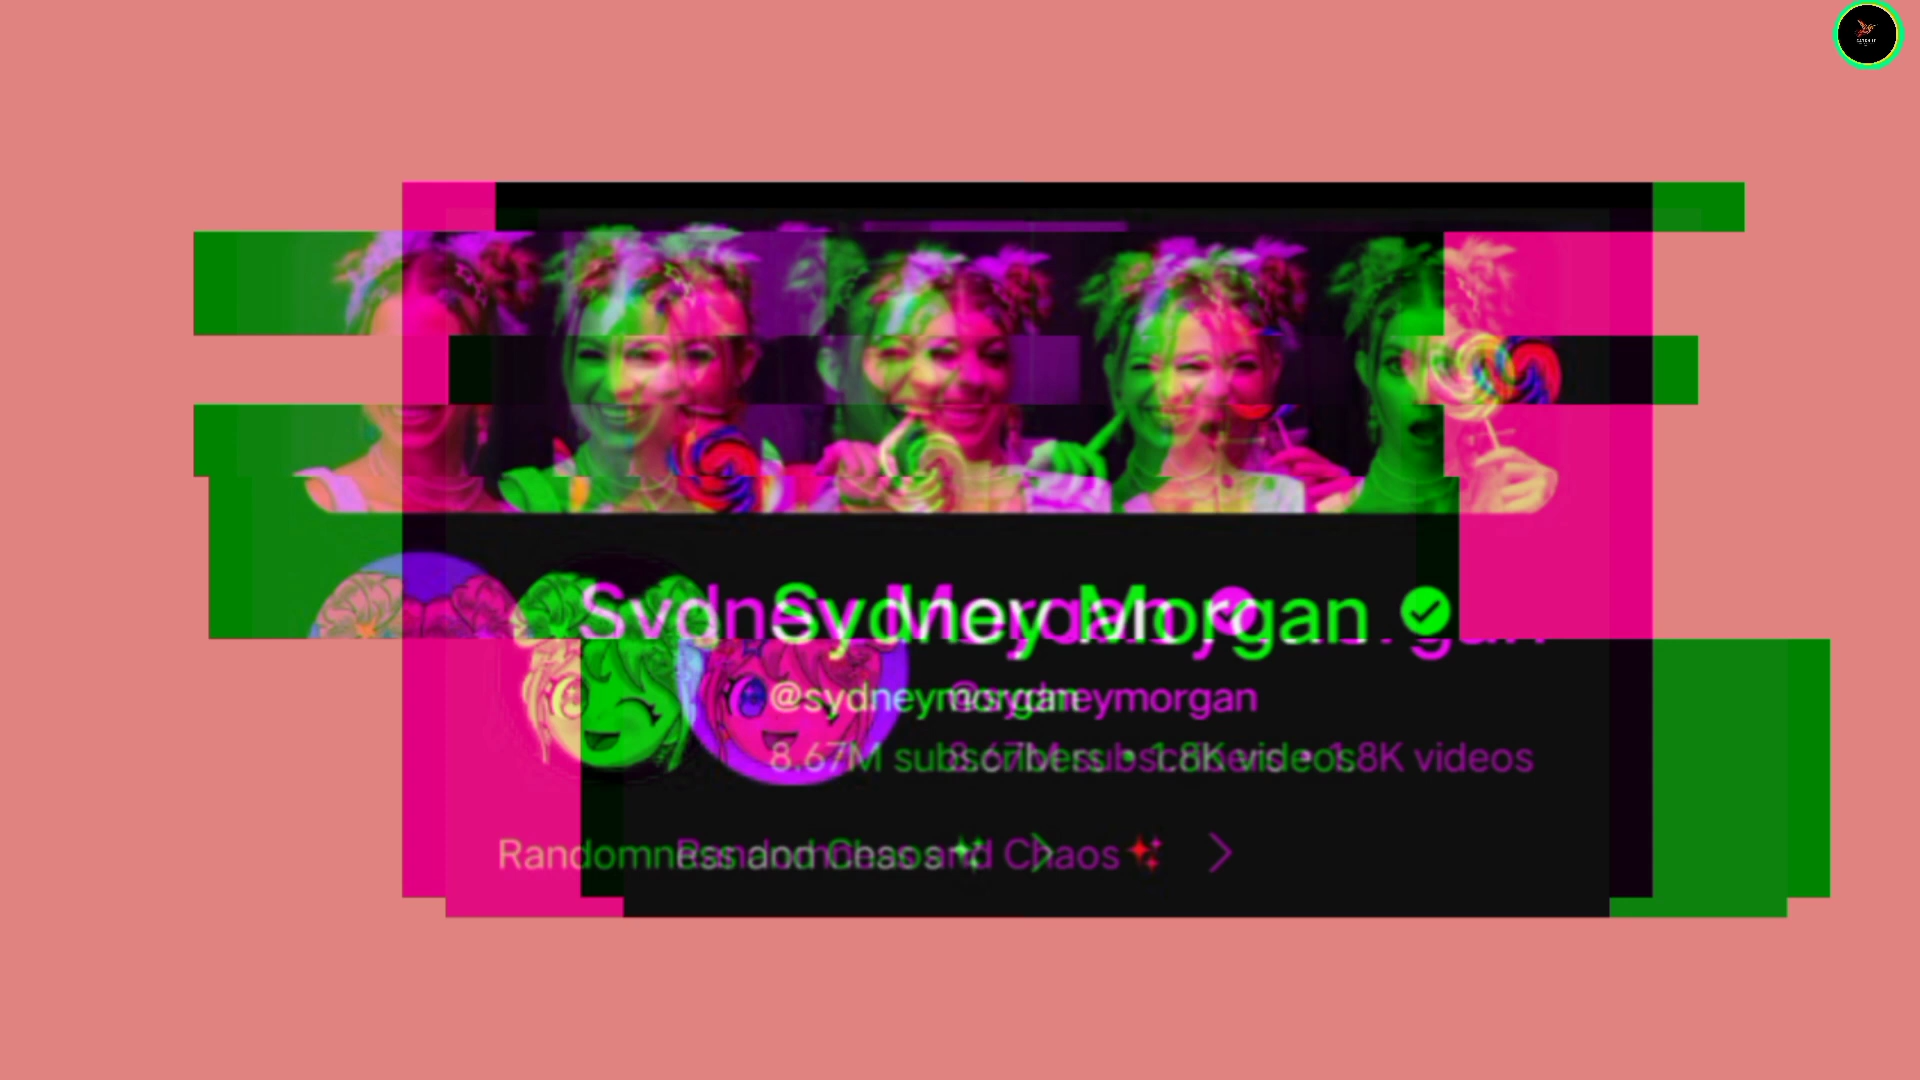 Sydney Morgan
@sydneymorgan
8.67M subscribers • 1.8K videos
Randomness and Chaos